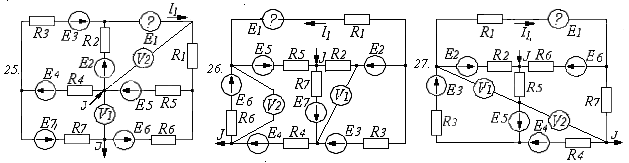 R3 E3 R2 ? E1 I1
E2 V2 R1
25. E4 R4 J E5 R5
V1
E7 R7 J E6 R6
E1 ? I1 R1
E5 R5 J R2 E2
26. E6 V2 R7 V1
R6 E7
J E4 R4 E3 R3
R1 I1 ? E1
E2 R2 J R6 E6
27. E3 V1 R5 R7
R3 E5 V2
E4 R4 J